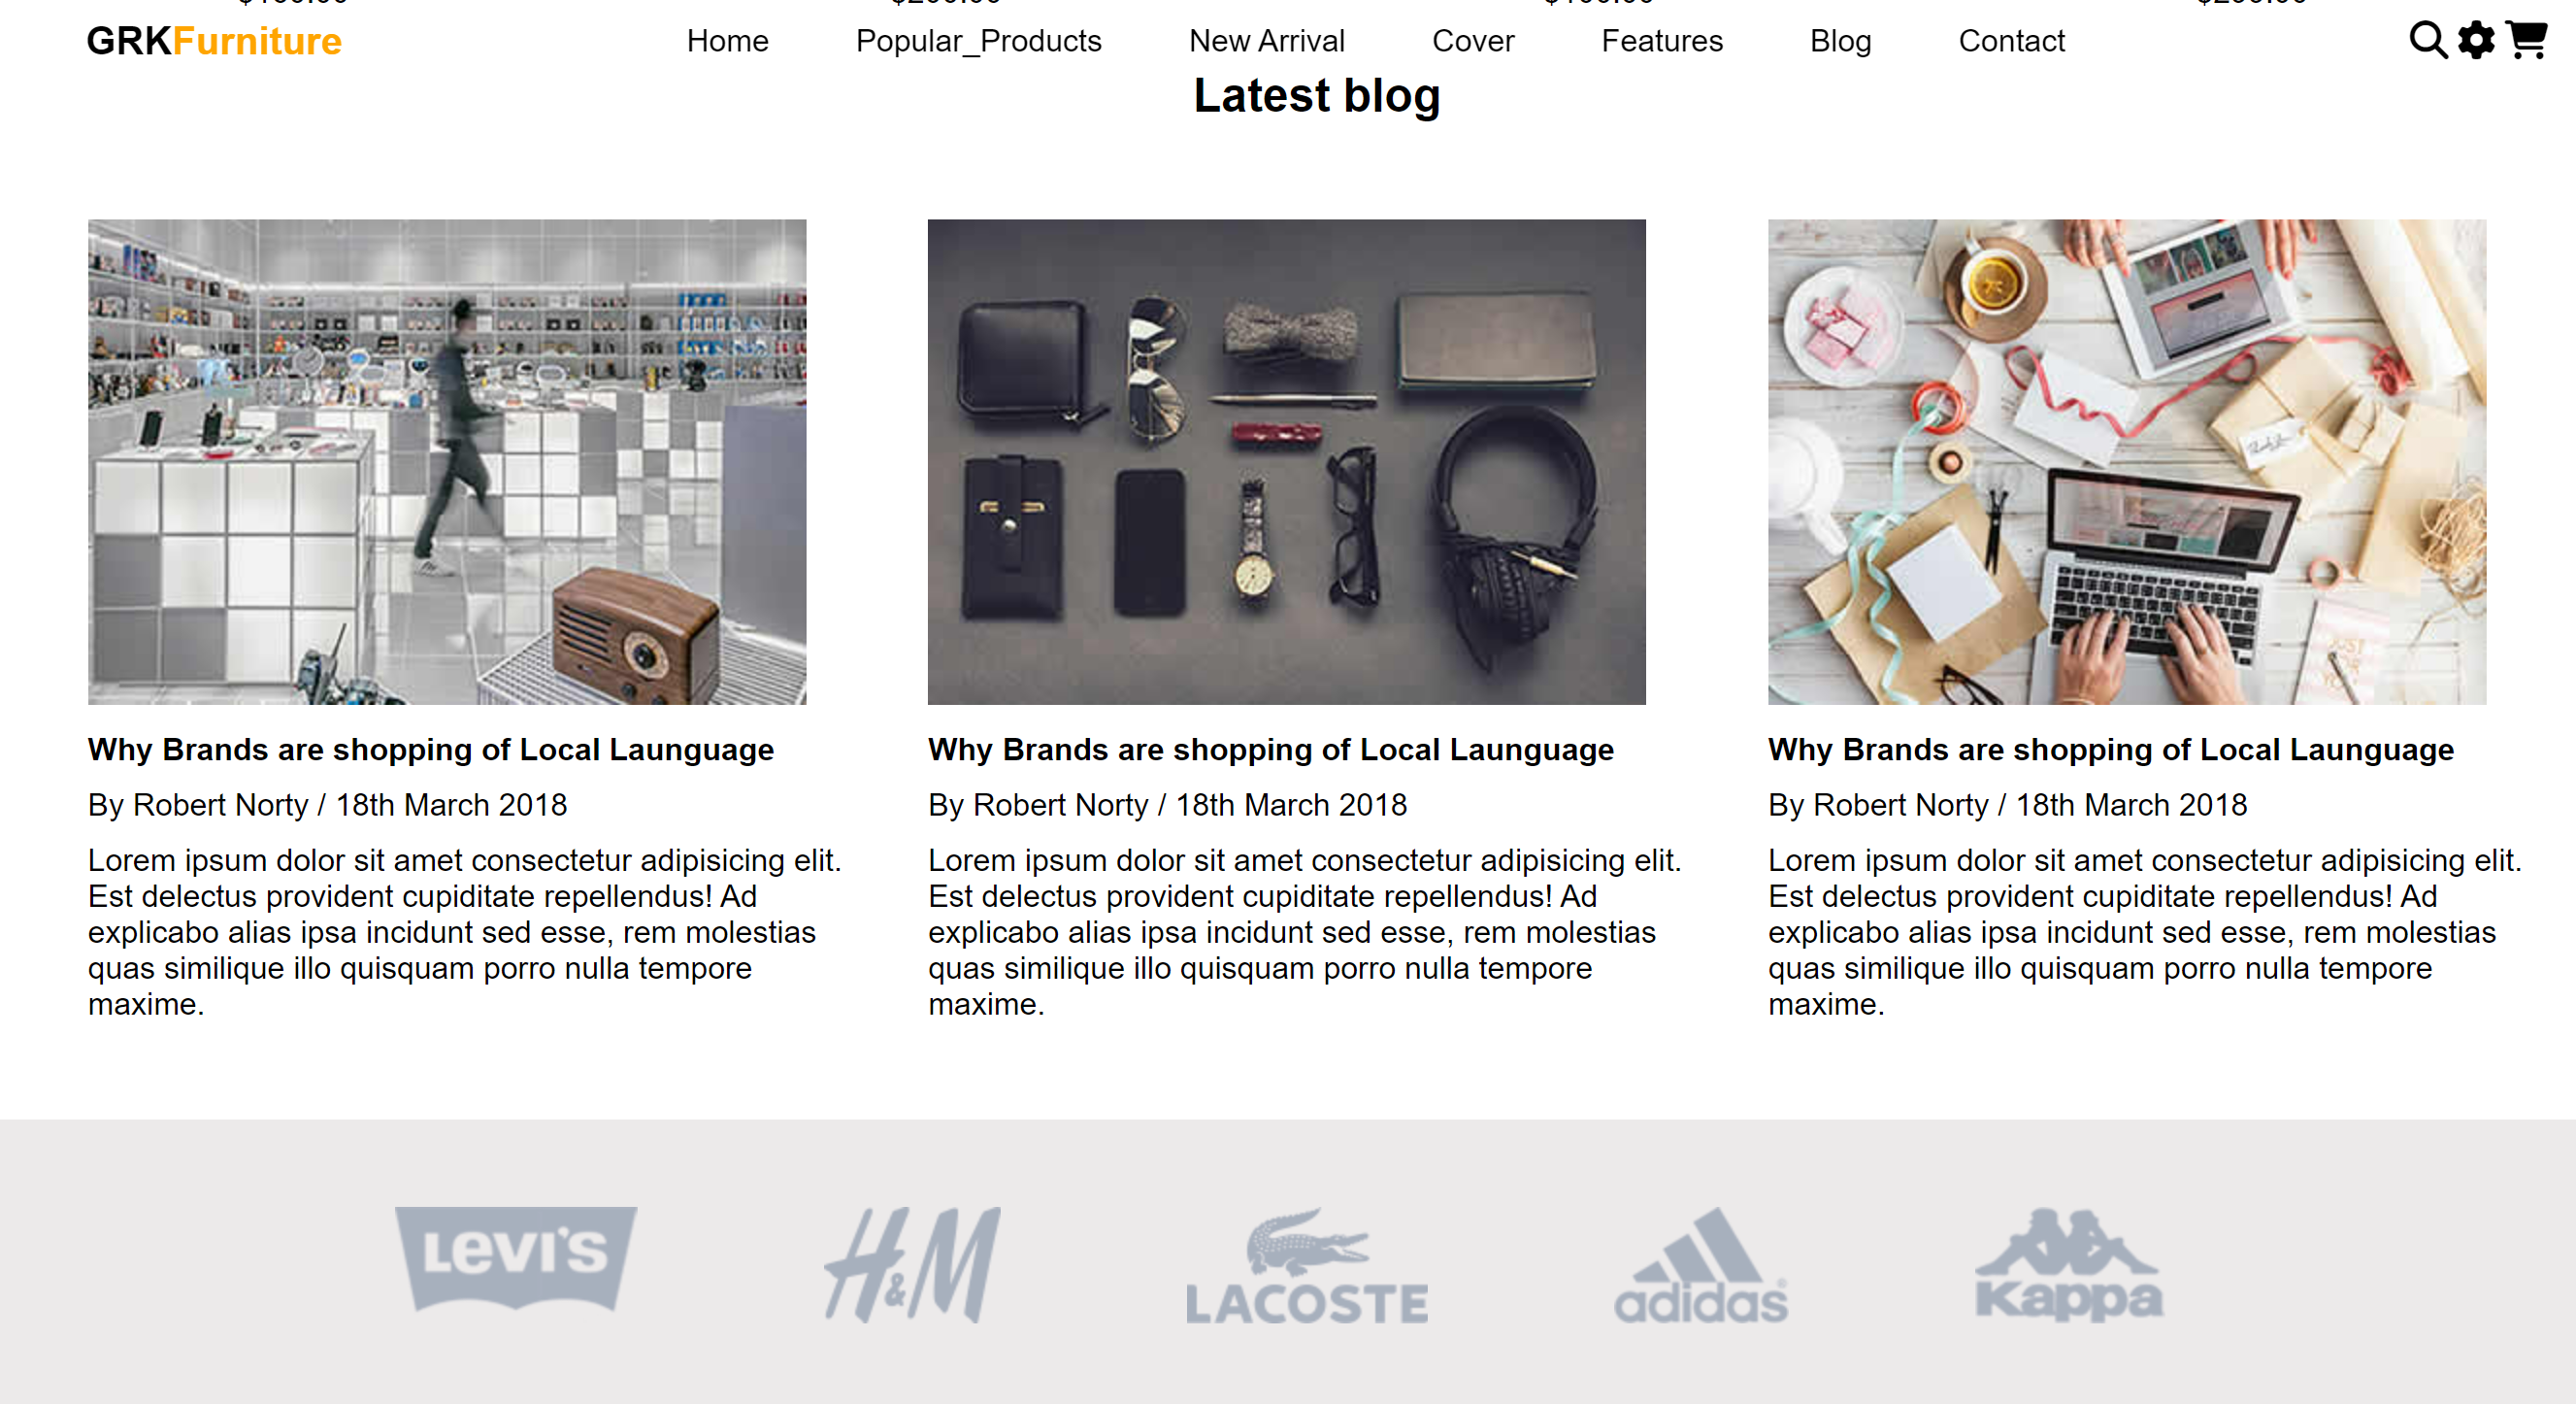 GRKFurniture Home Popular_Products New Arrival Cover Features Blog Contact
Latest blog
Why Brands are shopping of Local Launguage
By Robert Norty / 18th March 2018
Lorem ipsum dolor sit amet consectetur adipisicing elit.
Est delectus provident cupiditate repellendus! Ad
explicabo alias ipsa incidunt sed esse, rem molestias
quas similique illo quisquam porro nulla tempore
maxime.
Why Brands are shopping of Local Launguage
By Robert Norty / 18th March 2018
Lorem ipsum dolor sit amet consectetur adipisicing elit.
Est delectus provident cupiditate repellendus! Ad
explicabo alias ipsa incidunt sed esse, rem molestias
quas similique illo quisquam porro nulla tempore
maxime.
Why Brands are shopping of Local Launguage
By Robert Norty / 18th March 2018
Lorem ipsum dolor sit amet consectetur adipisicing elit.
Est delectus provident cupiditate repellendus! Ad
explicabo alias ipsa incidunt sed esse, rem molestias
quas similique illo quisquam porro nulla tempore
maxime.
LEVI'S
H&M
LACOSTE
adidas
Kappa